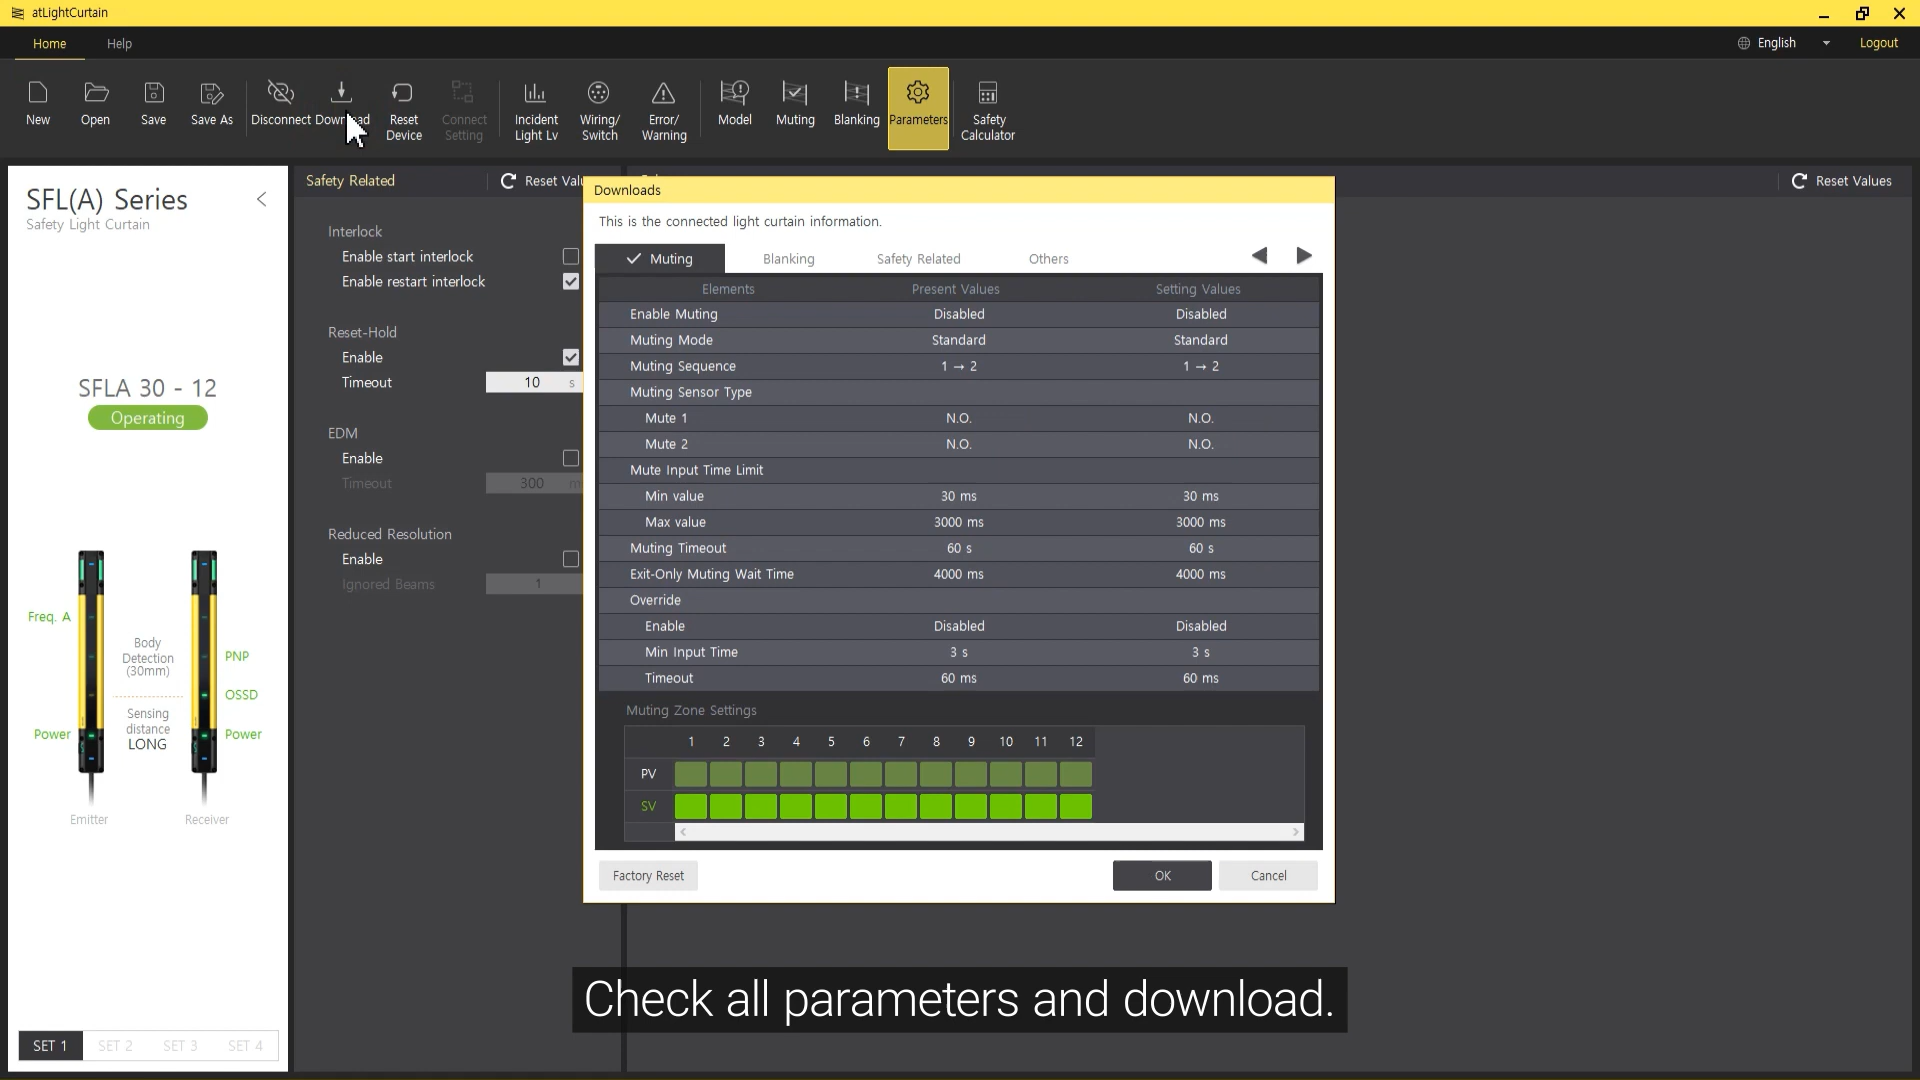 atLightCurtain
Home Help English Logout
New Open Save Save As Disconnect Download Reset Device Connect Setting Incident Light Lv Wiring/ Switch Error/ Warning Model Muting Blanking Parameters Safety Calculator
SFL(A) Series
Safety Light Curtain
SFLA 30 - 12
Operating
Freq. A
Body
Detection
(30mm)
PNP
OSSD
Sensing
distance
LONG
Power Power
Emitter Receiver
SET 1 SET 2 SET 3 SET 4
Safety Related Reset Valu
Interlock
Enable start interlock
Enable restart interlock
Reset-Hold
Enable
Timeout 10 s
EDM
Enable
Timeout 300 m
Reduced Resolution
Enable
Ignored Beams 1
Reset Values
Downloads
This is the connected light curtain information.
Muting Blanking Safety Related Others
Elements Present Values Setting Values
Enable Muting Disabled Disabled
Muting Mode Standard Standard
Muting Sequence 1 → 2 1 → 2
Muting Sensor Type
Mute 1 N.O. N.O.
Mute 2 N.O. N.O.
Mute Input Time Limit
Min value 30 ms 30 ms
Max value 3000 ms 3000 ms
Muting Timeout 60 s 60 s
Exit-Only Muting Wait Time 4000 ms 4000 ms
Override
Enable Disabled Disabled
Min Input Time 3 s 3 s
Timeout 60 ms 60 ms
Muting Zone Settings
1 2 3 4 5 6 7 8 9 10 11 12
PV
SV
Factory Reset OK Cancel
Check all parameters and download.